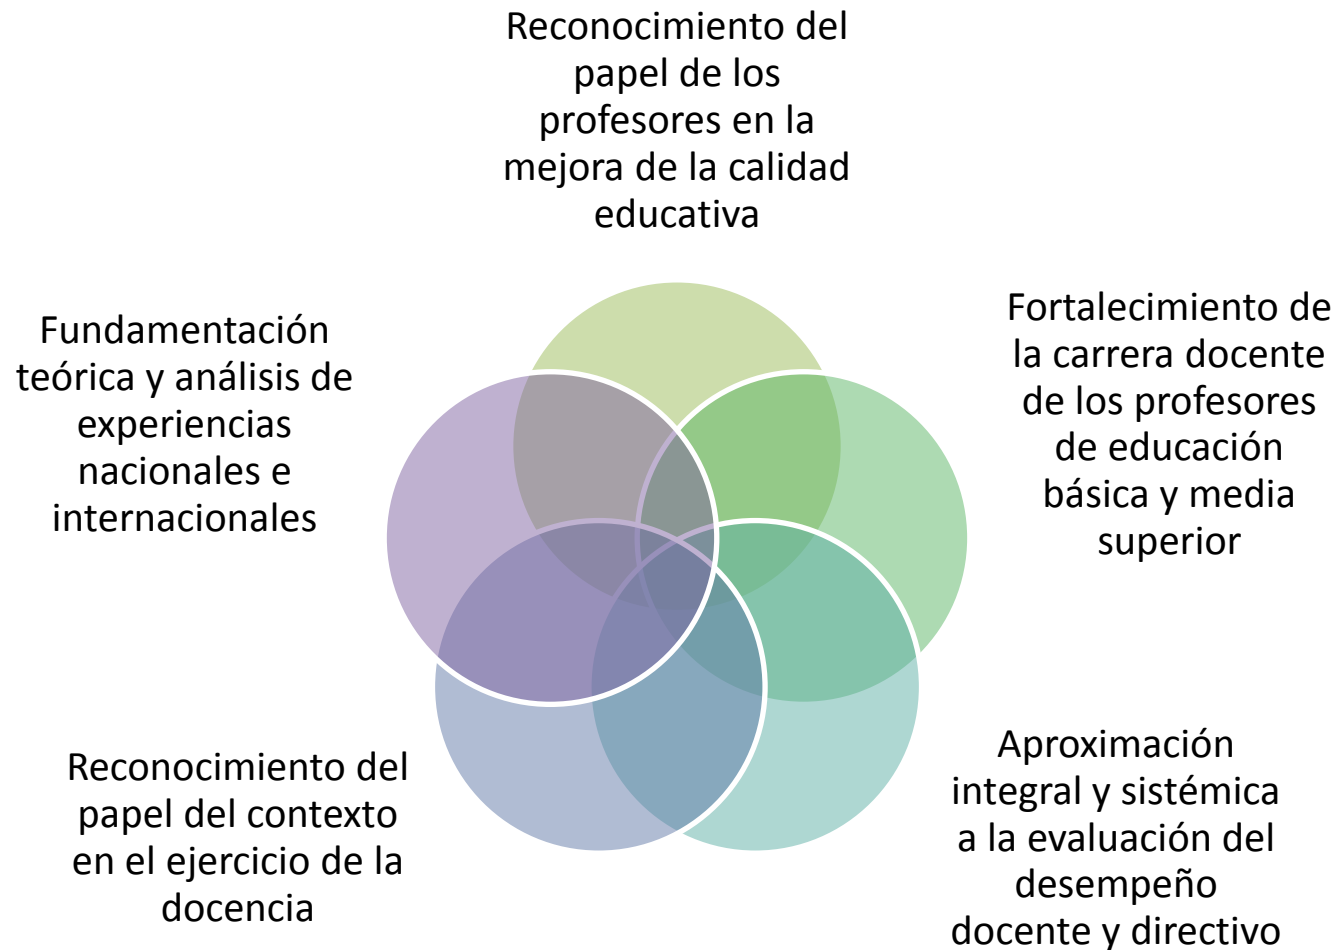 Reconocimiento del
papel de los
profesores en la
mejora de la calidad
educativa
Fortalecimiento de
la carrera docente
de los profesores
de educación
básica y media
superior
Aproximación
integral y sistémica
a la evaluación del
desempeño
docente y directivo
Reconocimiento del
papel del contexto
en el ejercicio de la
docencia
Fundamentación
teórica y análisis de
experiencias
nacionales e
internacionales